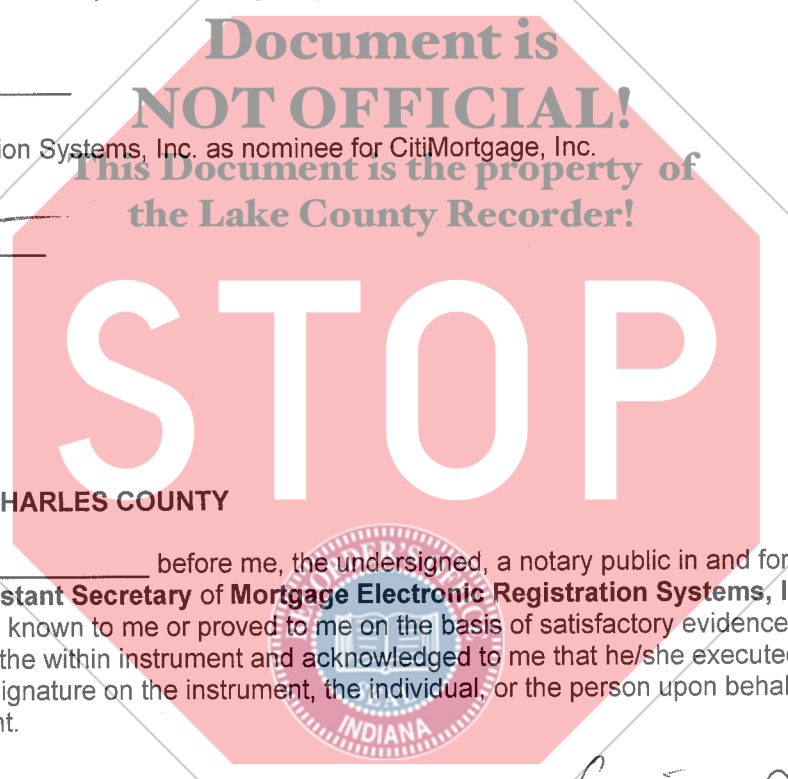 Document is
NOT OFFICIAL!
ion Systems, Inc. as nominee for CitiMortgage, Inc.
This Document is the property of
the Lake County Recorder!
STOP
HARLES COUNTY
before me, the undersigned, a notary public in and for
stant Secretary of Mortgage Electronic Registration Systems, I
known to me or proved to me on the basis of satisfactory evidence
the within instrument and acknowledged to me that he/she executed
ignature on the instrument, the individual, or the person upon behal
nt.
SEAL
INDIANA